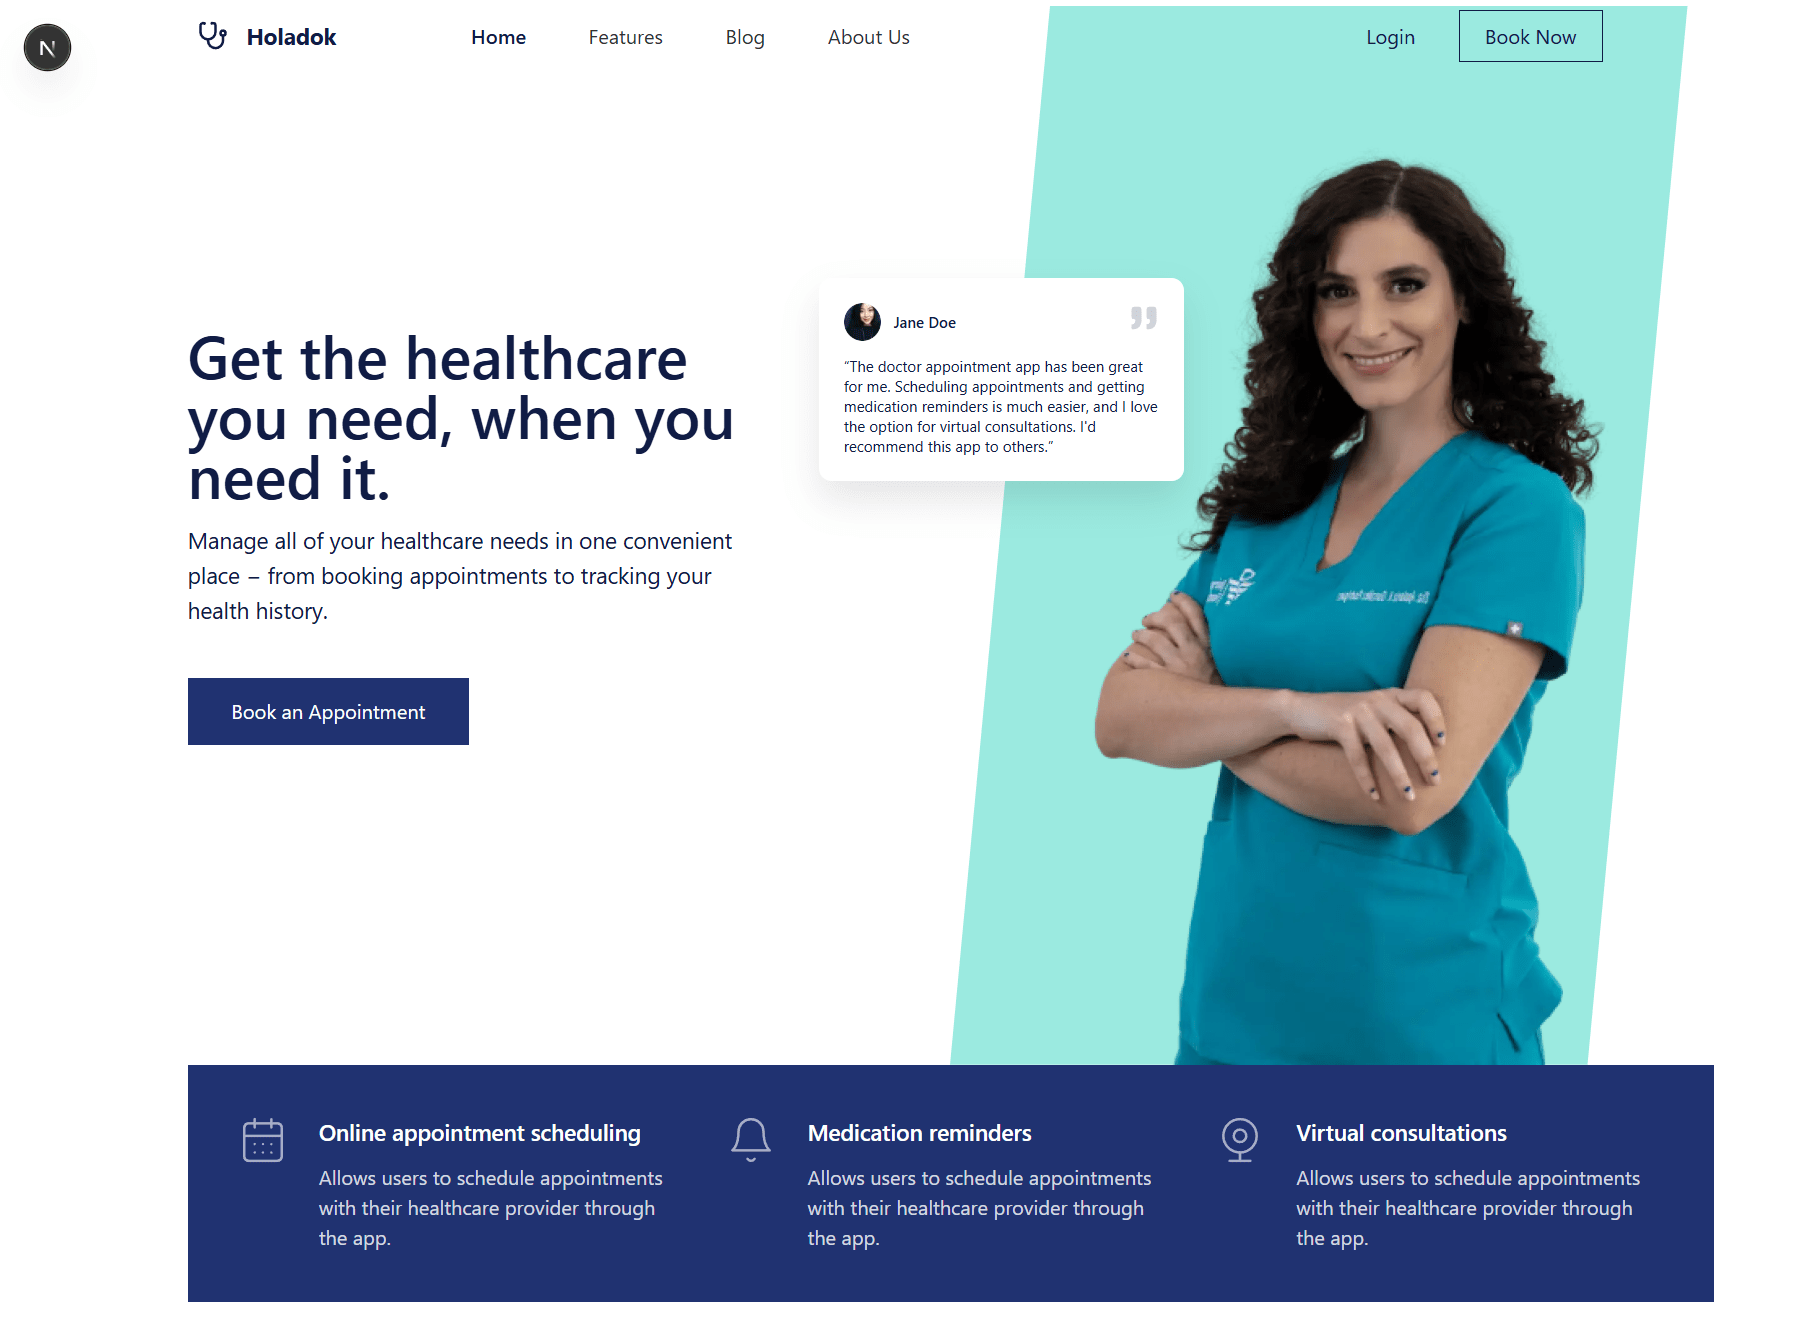 N
Holadok
Home
Features
Blog
About Us
Login
Book Now
Get the healthcare
you need, when you
need it.
Manage all of your healthcare needs in one convenient
place – from booking appointments to tracking your
health history.
Book an Appointment
Jane Doe
“The doctor appointment app has been great
for me. Scheduling appointments and getting
medication reminders is much easier, and I love
the option for virtual consultations. I'd
recommend this app to others.”
Online appointment scheduling
Allows users to schedule appointments
with their healthcare provider through
the app.
Medication reminders
Allows users to schedule appointments
with their healthcare provider through
the app.
Virtual consultations
Allows users to schedule appointments
with their healthcare provider through
the app.